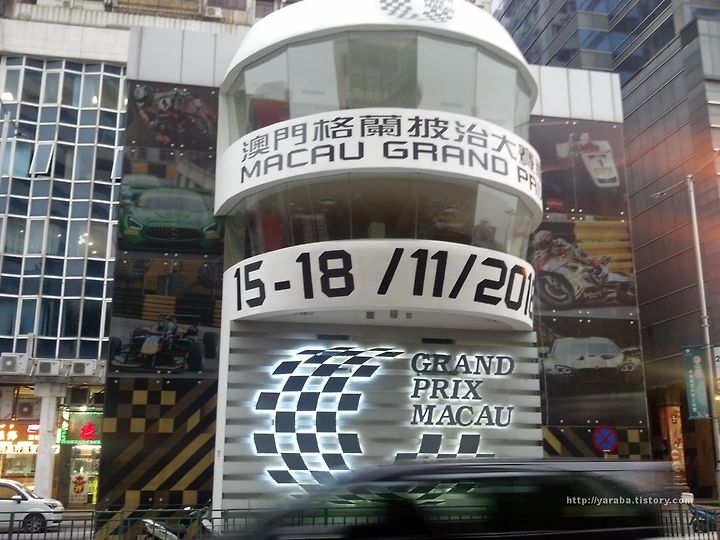 澳門格蘭披治大賽
MACAU GRAND PR
15-18 /11/201
GRAND
PRIX
MACAU
http://yaraba.tistory.com